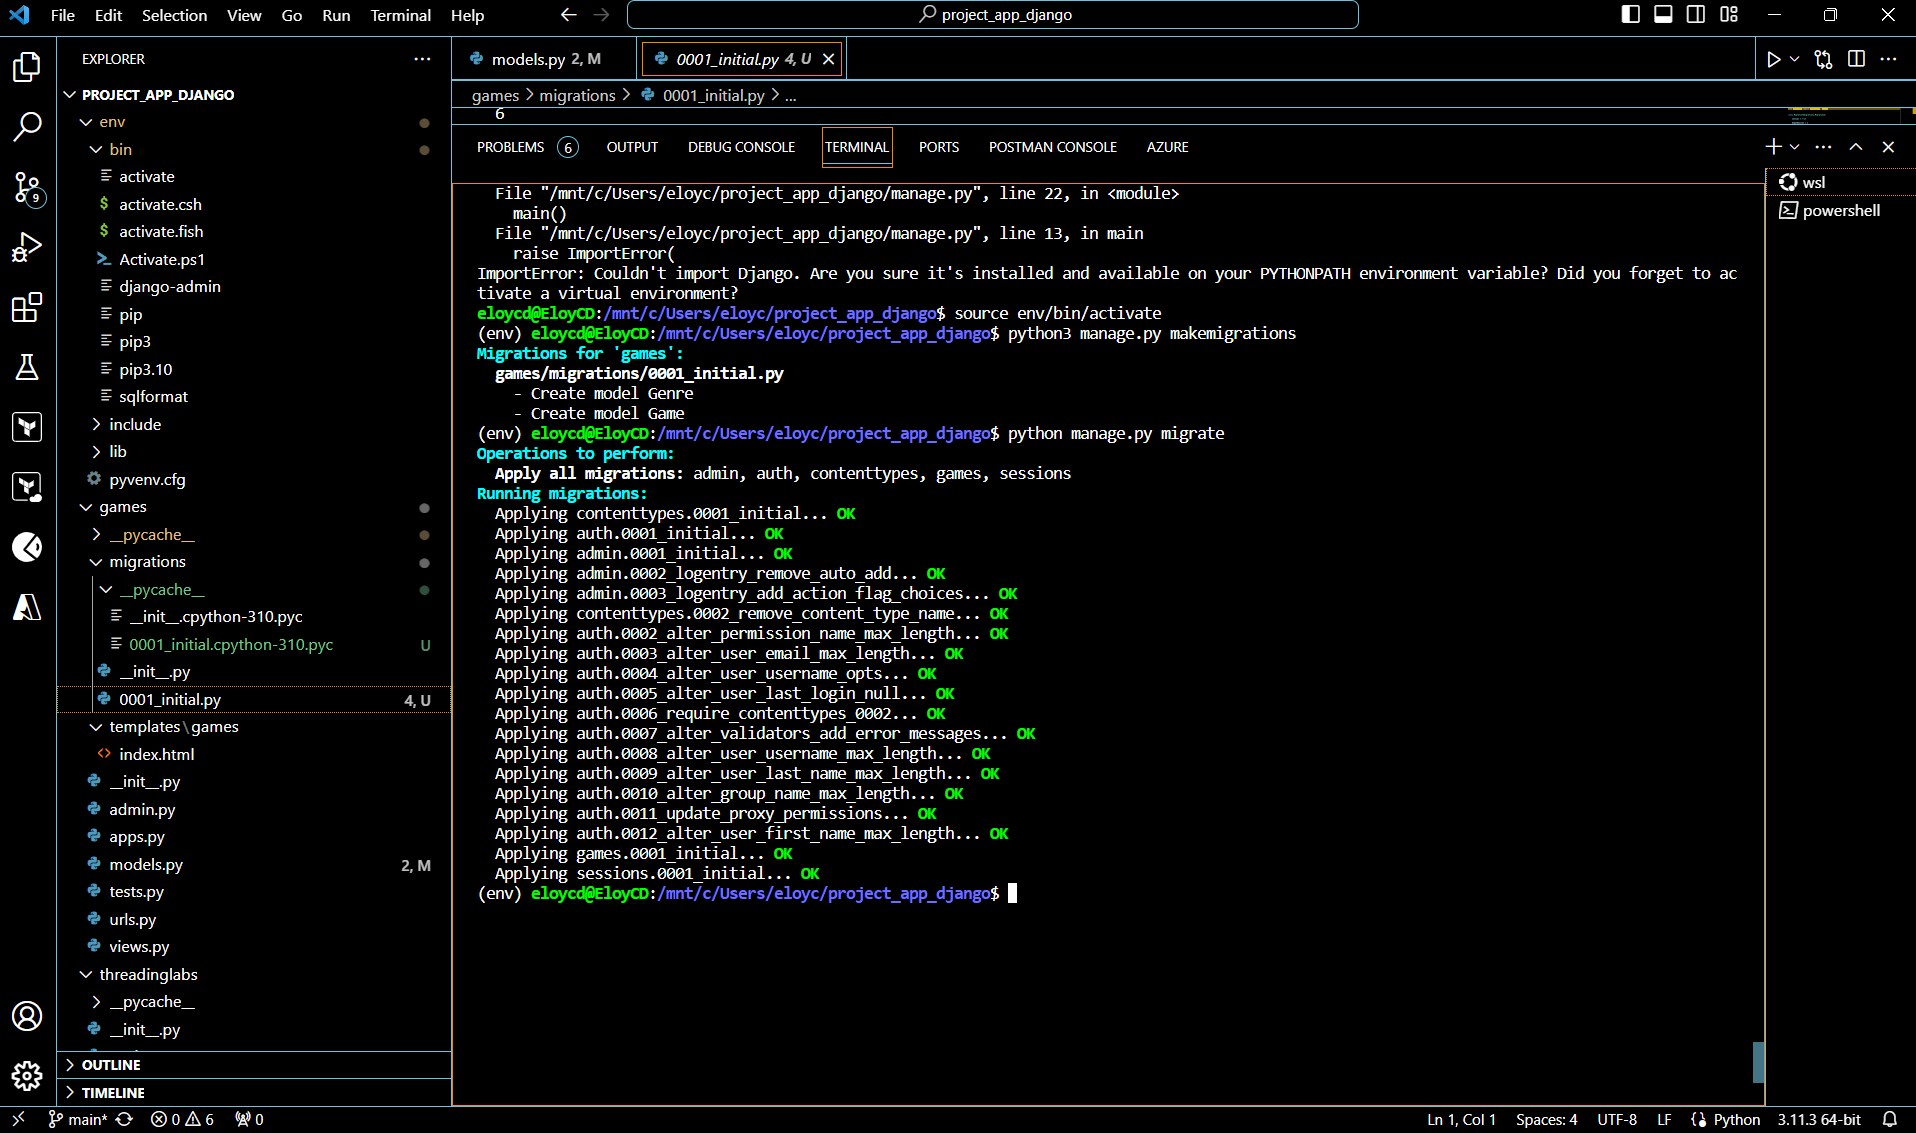 File Edit Selection View Go Run Terminal Help
project_app_django
EXPLORER
PROJECT_APP_DJANGO
env
bin
activate
activate.csh
activate.fish
Activate.ps1
django-admin
pip
pip3
pip3.10
sqlformat
include
lib
pyvenv.cfg
games
__pycache__
migrations
__pycache__
__init__.cpython-310.pyc
0001_initial.cpython-310.pyc U
__init__.py
0001_initial.py 4, U
templates\games
index.html
__init__.py
admin.py
apps.py
models.py 2, M
tests.py
urls.py
views.py
threadinglabs
__pycache__
__init__.py
OUTLINE
TIMELINE
9
models.py 2, M
0001_initial.py 4, U
games > migrations > 0001_initial.py > ...
6
PROBLEMS 6 OUTPUT DEBUG CONSOLE TERMINAL PORTS POSTMAN CONSOLE AZURE
wsl
powershell
File "/mnt/c/Users/eloyc/project_app_django/manage.py", line 22, in <module>
main()
File "/mnt/c/Users/eloyc/project_app_django/manage.py", line 13, in main
raise ImportError(
ImportError: Couldn't import Django. Are you sure it's installed and available on your PYTHONPATH environment variable? Did you forget to ac
tivate a virtual environment?
eloycd@EloyCD:/mnt/c/Users/eloyc/project_app_django$ source env/bin/activate
(env) eloycd@EloyCD:/mnt/c/Users/eloyc/project_app_django$ python3 manage.py makemigrations
Migrations for 'games':
games/migrations/0001_initial.py
- Create model Genre
- Create model Game
(env) eloycd@EloyCD:/mnt/c/Users/eloyc/project_app_django$ python manage.py migrate
Operations to perform:
Apply all migrations: admin, auth, contenttypes, games, sessions
Running migrations:
Applying contenttypes.0001_initial... OK
Applying auth.0001_initial... OK
Applying admin.0001_initial... OK
Applying admin.0002_logentry_remove_auto_add... OK
Applying admin.0003_logentry_add_action_flag_choices... OK
Applying contenttypes.0002_remove_content_type_name... OK
Applying auth.0002_alter_permission_name_max_length... OK
Applying auth.0003_alter_user_email_max_length... OK
Applying auth.0004_alter_user_username_opts... OK
Applying auth.0005_alter_user_last_login_null... OK
Applying auth.0006_require_contenttypes_0002... OK
Applying auth.0007_alter_validators_add_error_messages... OK
Applying auth.0008_alter_user_username_max_length... OK
Applying auth.0009_alter_user_last_name_max_length... OK
Applying auth.0010_alter_group_name_max_length... OK
Applying auth.0011_update_proxy_permissions... OK
Applying auth.0012_alter_user_first_name_max_length... OK
Applying games.0001_initial... OK
Applying sessions.0001_initial... OK
(env) eloycd@EloyCD:/mnt/c/Users/eloyc/project_app_django$
main* 0 6 0
Ln 1, Col 1 Spaces: 4 UTF-8 LF Python 3.11.3 64-bit